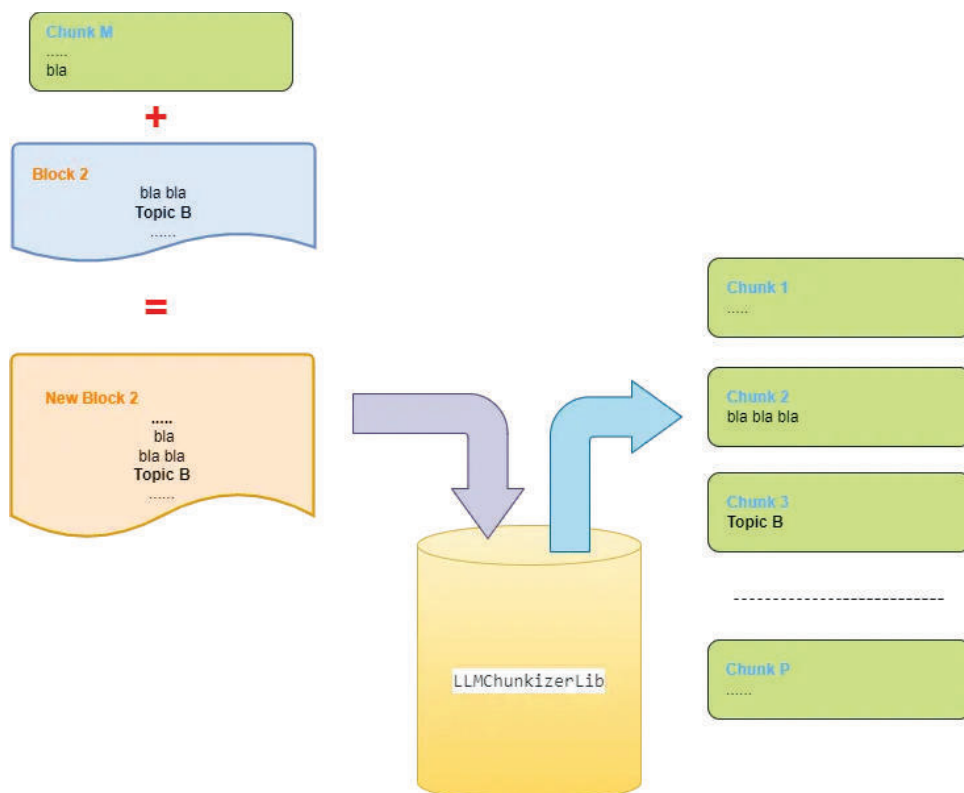 Chunk M
.....
bla
+
Block 2
bla bla
Topic B
......
=
New Block 2
.....
bla
bla bla
Topic B
......
LLMChunkizerLib
Chunk 1
.....
Chunk 2
bla bla bla
Chunk 3
Topic B
---------------------------
Chunk P
......